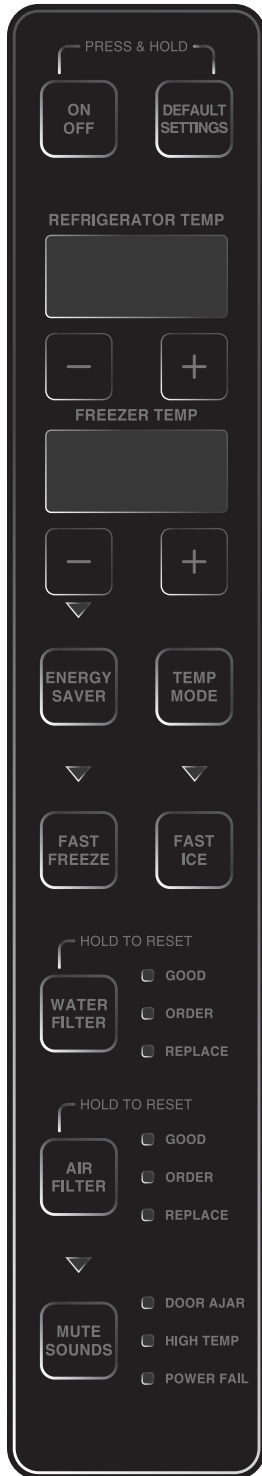 PRESS & HOLD
ON
OFF
DEFAULT
SETTINGS
REFRIGERATOR TEMP
− +
FREEZER TEMP
− +
ENERGY
SAVER
TEMP
MODE
FAST
FREEZE
FAST
ICE
HOLD TO RESET
WATER
FILTER
GOOD
ORDER
REPLACE
HOLD TO RESET
AIR
FILTER
GOOD
ORDER
REPLACE
MUTE
SOUNDS
DOOR AJAR
HIGH TEMP
POWER FAIL